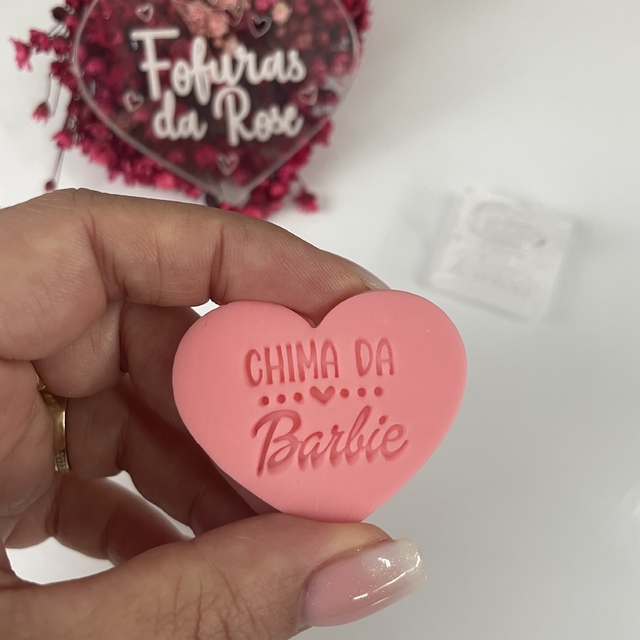 Fofuras
da Rose
CHIMA DA
Barbie